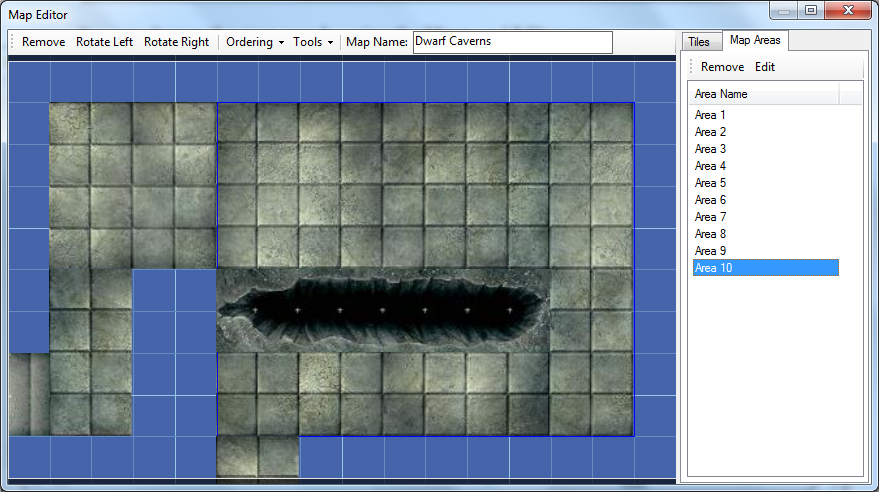 Map Editor
Remove Rotate Left Rotate Right Ordering Tools Map Name: Dwarf Caverns
Tiles Map Areas
Remove Edit
Area Name
Area 1
Area 2
Area 3
Area 4
Area 5
Area 6
Area 7
Area 8
Area 9
Area 10